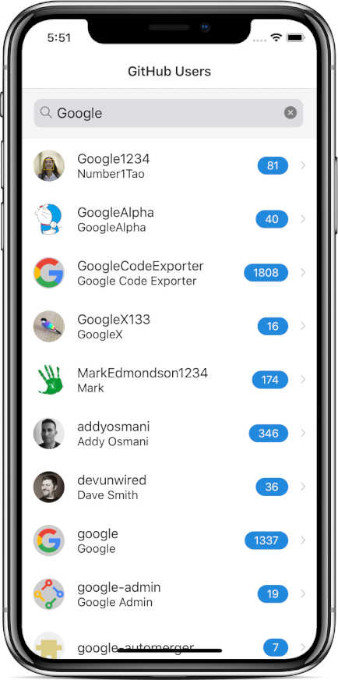 5:51
GitHub Users
Google
Google1234
Number1Tao
81
GoogleAlpha
GoogleAlpha
40
GoogleCodeExporter
Google Code Exporter
1808
GoogleX133
GoogleX
16
MarkEdmondson1234
Mark
174
addyosmani
Addy Osmani
346
devunwired
Dave Smith
36
google
Google
1337
google-admin
Google Admin
19
google-automerger
7